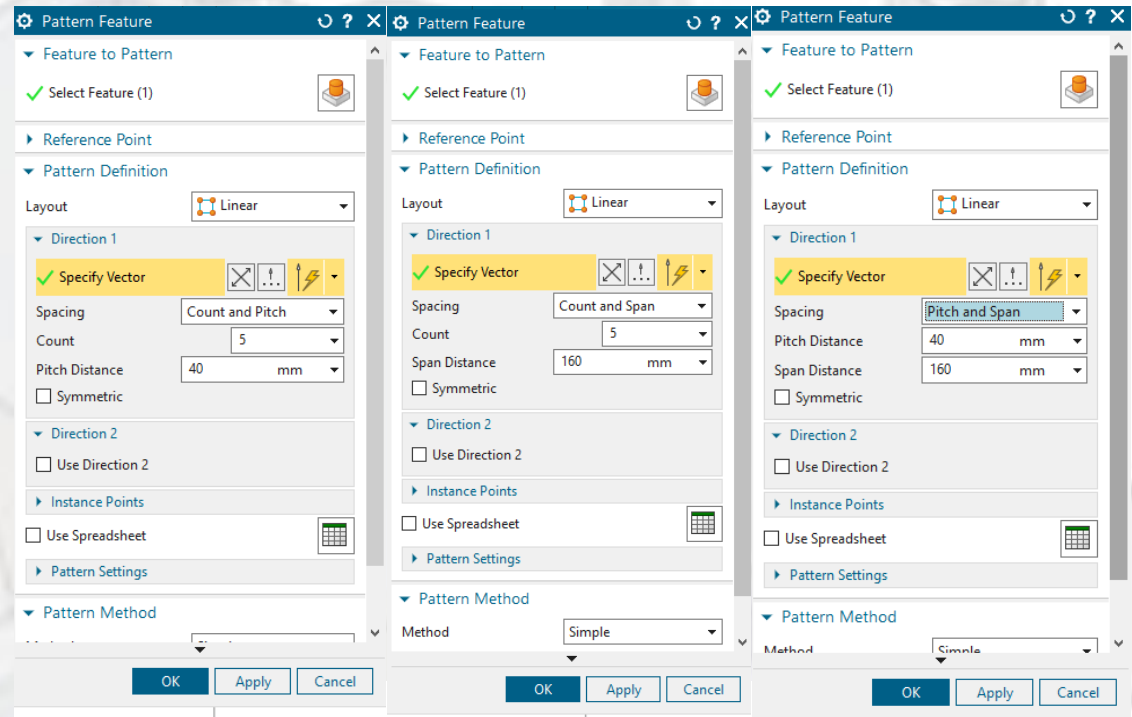 Pattern Feature
Feature to Pattern
Select Feature (1)
Reference Point
Pattern Definition
Layout Linear
Direction 1
Specify Vector
Spacing Count and Pitch
Count 5
Pitch Distance 40 mm
Symmetric
Direction 2
Use Direction 2
Instance Points
Use Spreadsheet
Pattern Settings
Pattern Method
OK Apply Cancel
Pattern Feature
Feature to Pattern
Select Feature (1)
Reference Point
Pattern Definition
Layout Linear
Direction 1
Specify Vector
Spacing Count and Span
Count 5
Span Distance 160 mm
Symmetric
Direction 2
Use Direction 2
Instance Points
Use Spreadsheet
Pattern Settings
Pattern Method
Method Simple
OK Apply Cancel
Pattern Feature
Feature to Pattern
Select Feature (1)
Reference Point
Pattern Definition
Layout Linear
Direction 1
Specify Vector
Spacing Pitch and Span
Pitch Distance 40 mm
Span Distance 160 mm
Symmetric
Direction 2
Use Direction 2
Instance Points
Use Spreadsheet
Pattern Settings
Pattern Method
Method Simple
OK Apply Cancel